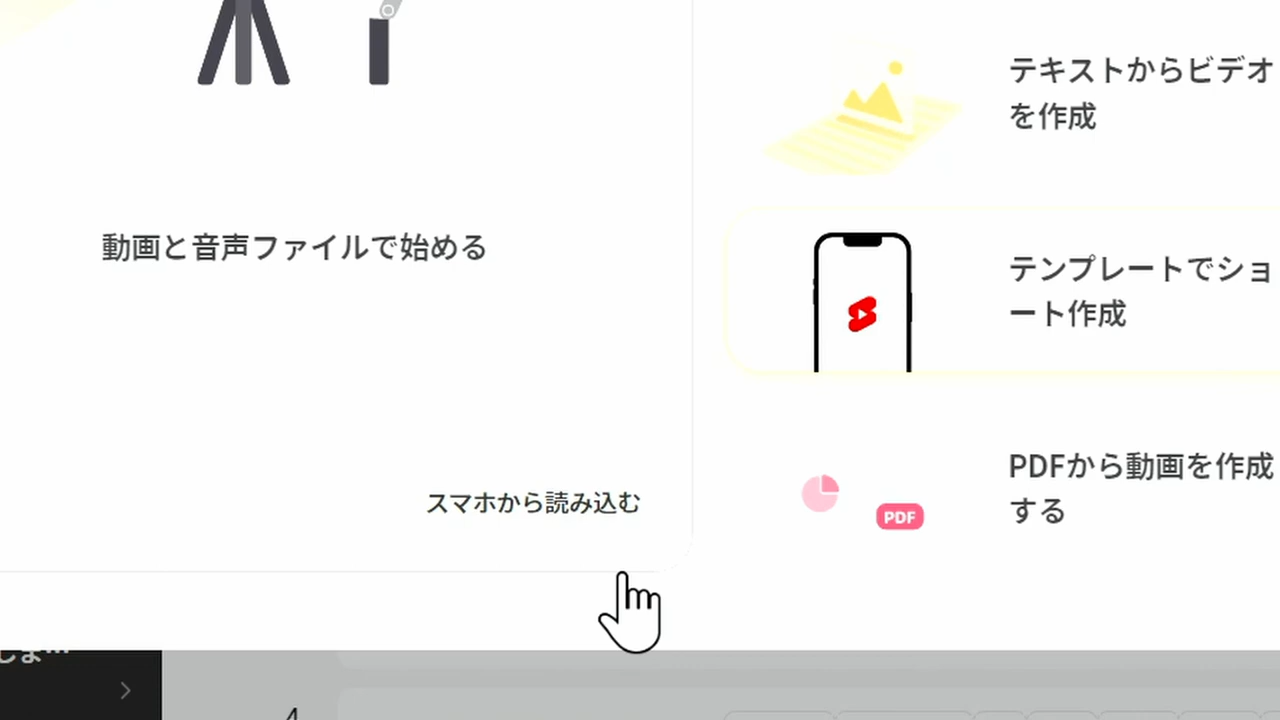 テキストからビデオ
を作成
動画と音声ファイルで始める
テンプレートでショ
ート作成
PDFから動画を作成
する
スマホから読み込む
PDF